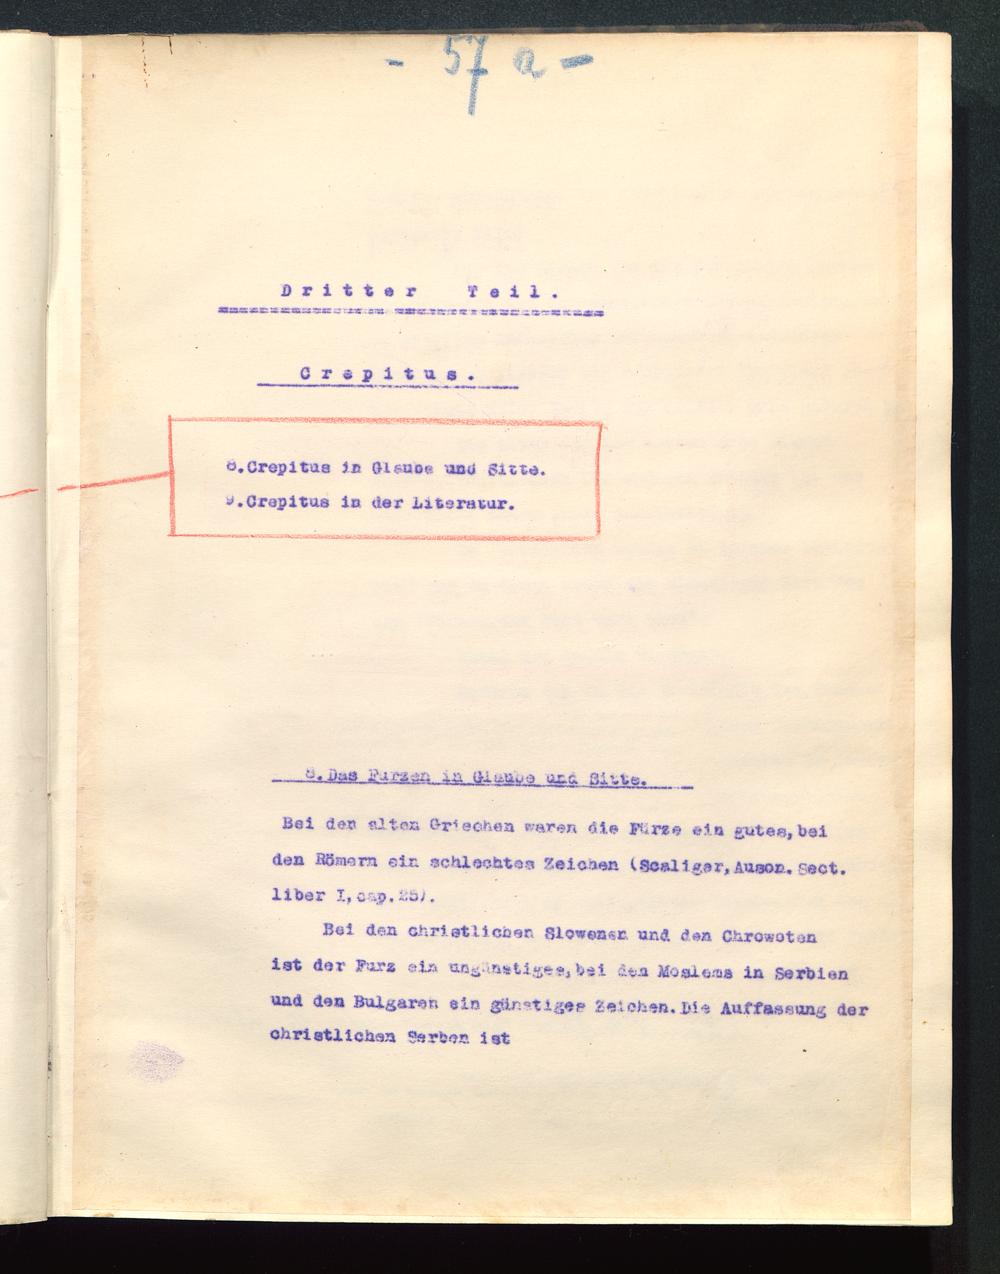 - 57 a -
Dritter Teil.
Crepitus.
8.Crepitus in Glaube und Sitte.
9.Crepitus in der Literatur.
8.Das Furzen in Glaube und Sitte.
Bei den alten Griechen waren die Fürze ein gutes,bei
den Römern ein schlechtes Zeichen (Scaliger,Auson. Sect.
liber I,cap.25).
Bei den christlichen Slowenen und den Chrowoten
ist der Furz ein ungünstiges,bei den Moslems in Serbien
und den Bulgaren ein günstiges Zeichen.Die Auffassung der
christlichen Serben ist